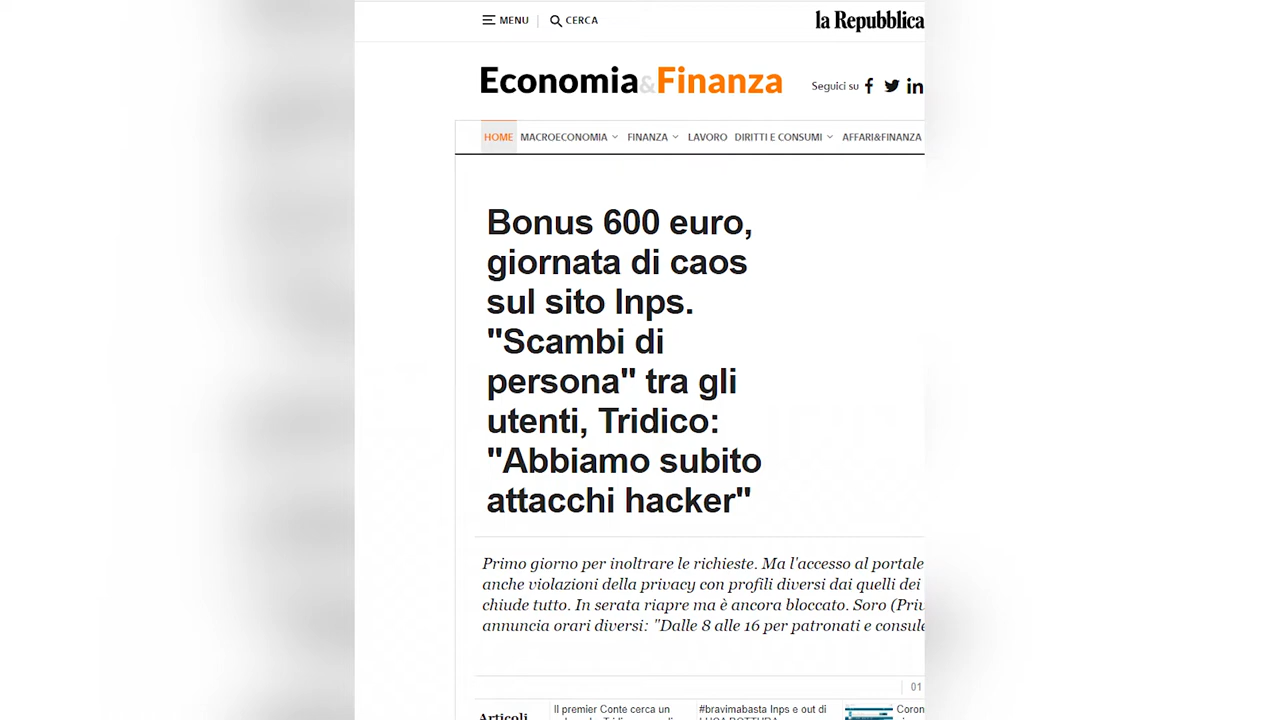 MENU
CERCA
la Repubblica
Economia&Finanza
Seguici su
HOME MACROECONOMIA FINANZA LAVORO DIRITTI E CONSUMI AFFARI&FINANZA
Bonus 600 euro,
giornata di caos
sul sito Inps.
"Scambi di
persona" tra gli
utenti, Tridico:
"Abbiamo subito
attacchi hacker"
Primo giorno per inoltrare le richieste. Ma l'accesso al portale
anche violazioni della privacy con profili diversi dai quelli dei
chiude tutto. In serata riapre ma è ancora bloccato. Soro (Priv
annuncia orari diversi: "Dalle 8 alle 16 per patronati e consule
01
Articoli
Il premier Conte cerca un
#bravimabasta Inps e out di
Coron